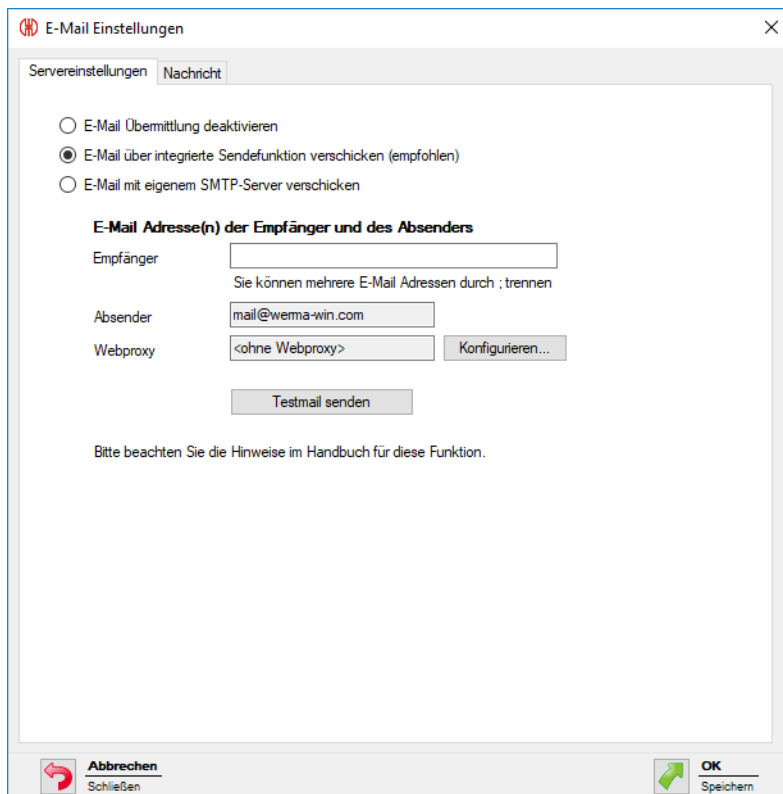 E-Mail Einstellungen
Servereinstellungen Nachricht
E-Mail Übermittlung deaktivieren
E-Mail über integrierte Sendefunktion verschicken (empfohlen)
E-Mail mit eigenem SMTP-Server verschicken
E-Mail Adresse(n) der Empfänger und des Absenders
Empfänger
Sie können mehrere E-Mail Adressen durch ; trennen
Absender mail@werma-win.com
Webproxy <ohne Webproxy> Konfigurieren...
Testmail senden
Bitte beachten Sie die Hinweise im Handbuch für diese Funktion.
Abbrechen OK
Schließen Speichern